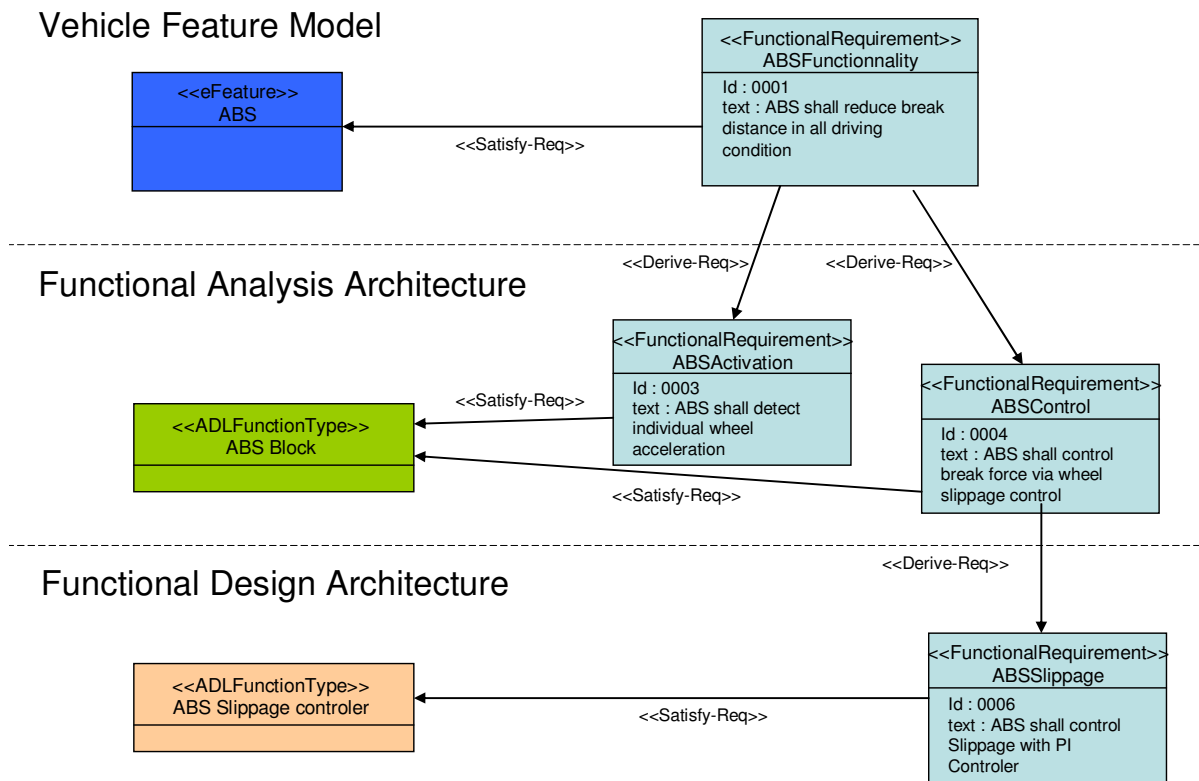 Vehicle Feature Model
<<FunctionalRequirement>>
ABSFunctionnality
Id : 0001
text : ABS shall reduce break
distance in all driving
condition
<<eFeature>>
ABS
<<Satisfy-Req>>
<<Derive-Req>>
<<Derive-Req>>
Functional Analysis Architecture
<<FunctionalRequirement>>
ABSActivation
Id : 0003
text : ABS shall detect
individual wheel
acceleration
<<FunctionalRequirement>>
ABSControl
Id : 0004
text : ABS shall control
break force via wheel
slippage control
<<Satisfy-Req>>
<<ADLFunctionType>>
ABS Block
<<Satisfy-Req>>
<<Derive-Req>>
Functional Design Architecture
<<FunctionalRequirement>>
ABSSlippage
Id : 0006
text : ABS shall control
Slippage with PI
Controler
<<ADLFunctionType>>
ABS Slippage controler
<<Satisfy-Req>>